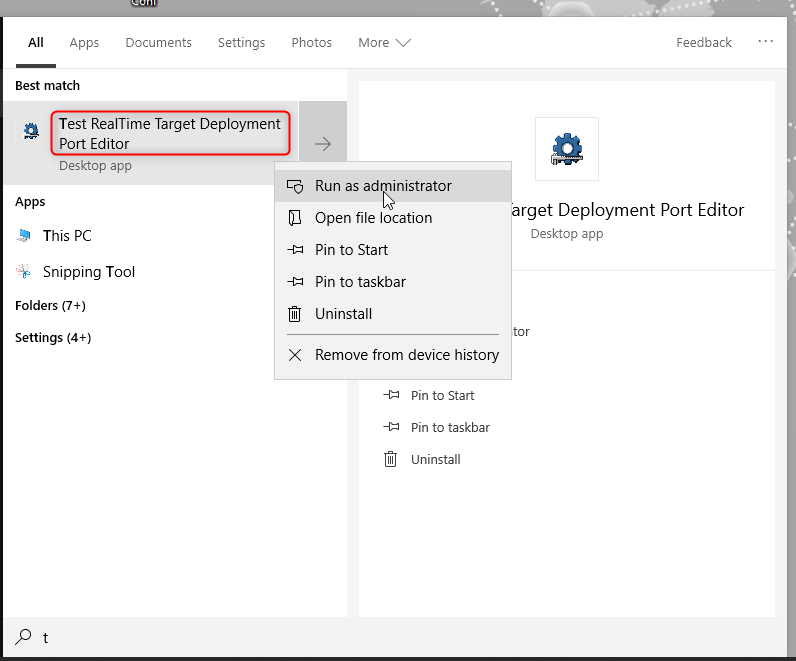 All
Apps
Documents
Settings
Photos
More
Feedback
Best match
Test RealTime Target Deployment
Port Editor
Desktop app
Apps
This PC
Snipping Tool
Folders (7+)
Settings (4+)
Run as administrator
Open file location
Pin to Start
Pin to taskbar
Uninstall
Remove from device history
Target Deployment Port Editor
Desktop app
Pin to Start
Pin to taskbar
Uninstall
t